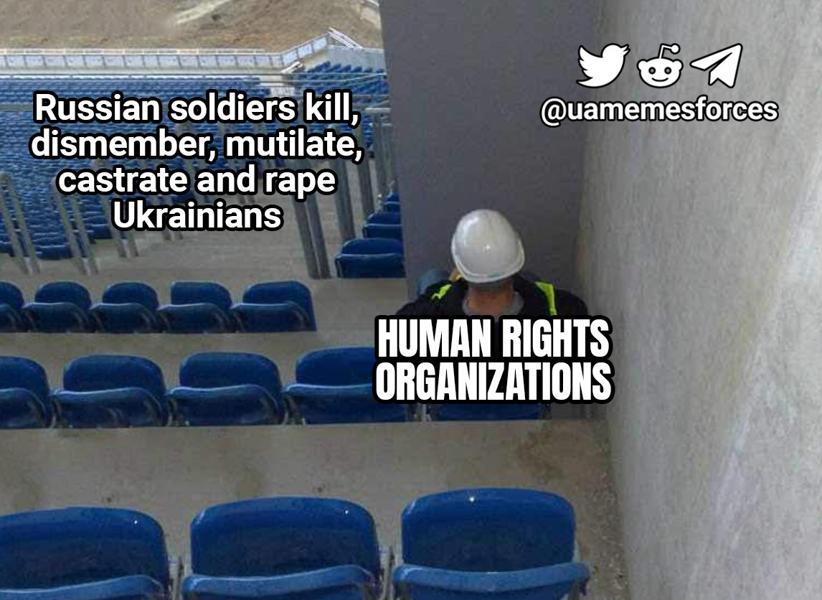 Russian soldiers kill,
dismember, mutilate,
castrate and rape
Ukrainians
@uamemesforces
HUMAN RIGHTS
ORGANIZATIONS